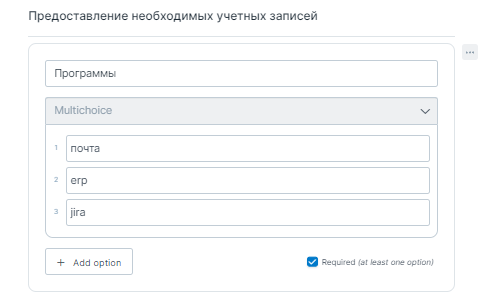 Предоставление необходимых учетных записей
...
Программы
Multichoice
1 почта
2 erp
3 jira
+ Add option
Required (at least one option)